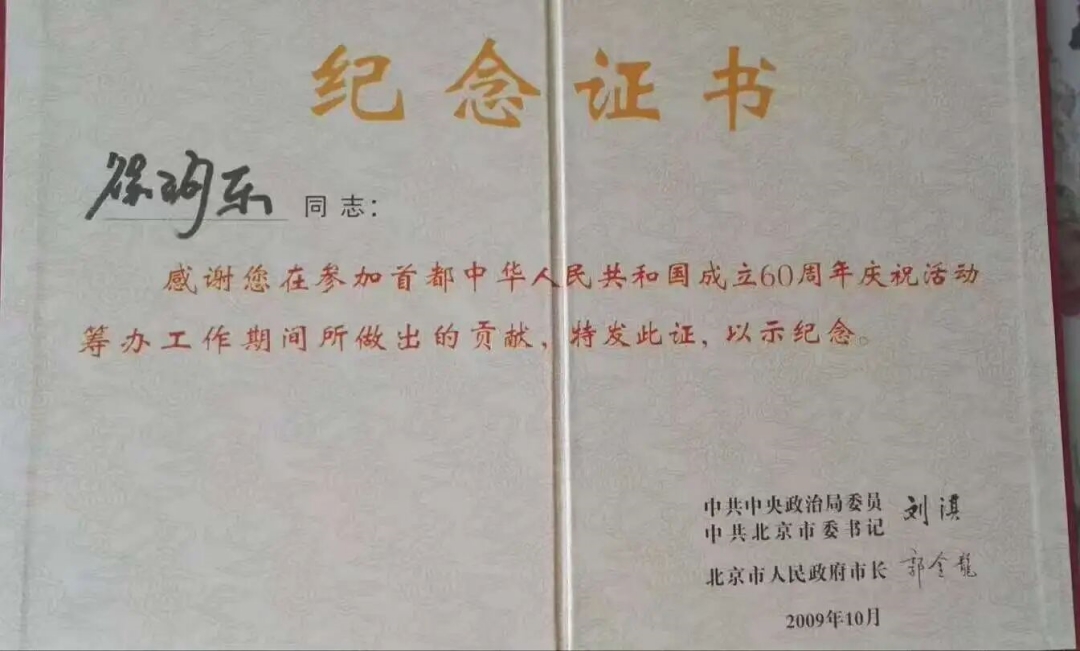 纪念证书
同志：
感谢您在参加首都中华人民共和国成立60周年庆祝活动
筹办工作期间所做出的贡献，特发此证，以示纪念。
中共中央政治局委员 刘淇
中共北京市委书记
北京市人民政府市长 郭金龙
2009年10月